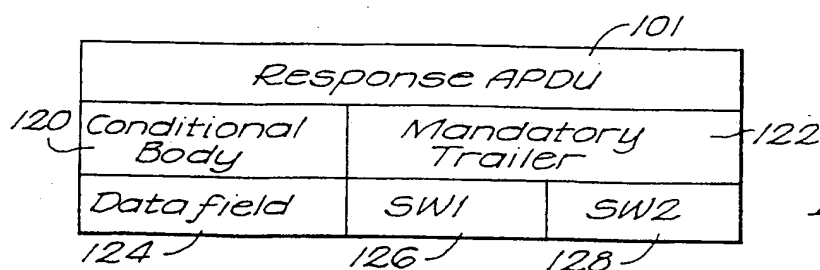 101
Response APDU
120 Conditional Body Mandatory Trailer 122
Data field SW1 SW2
124 126 128